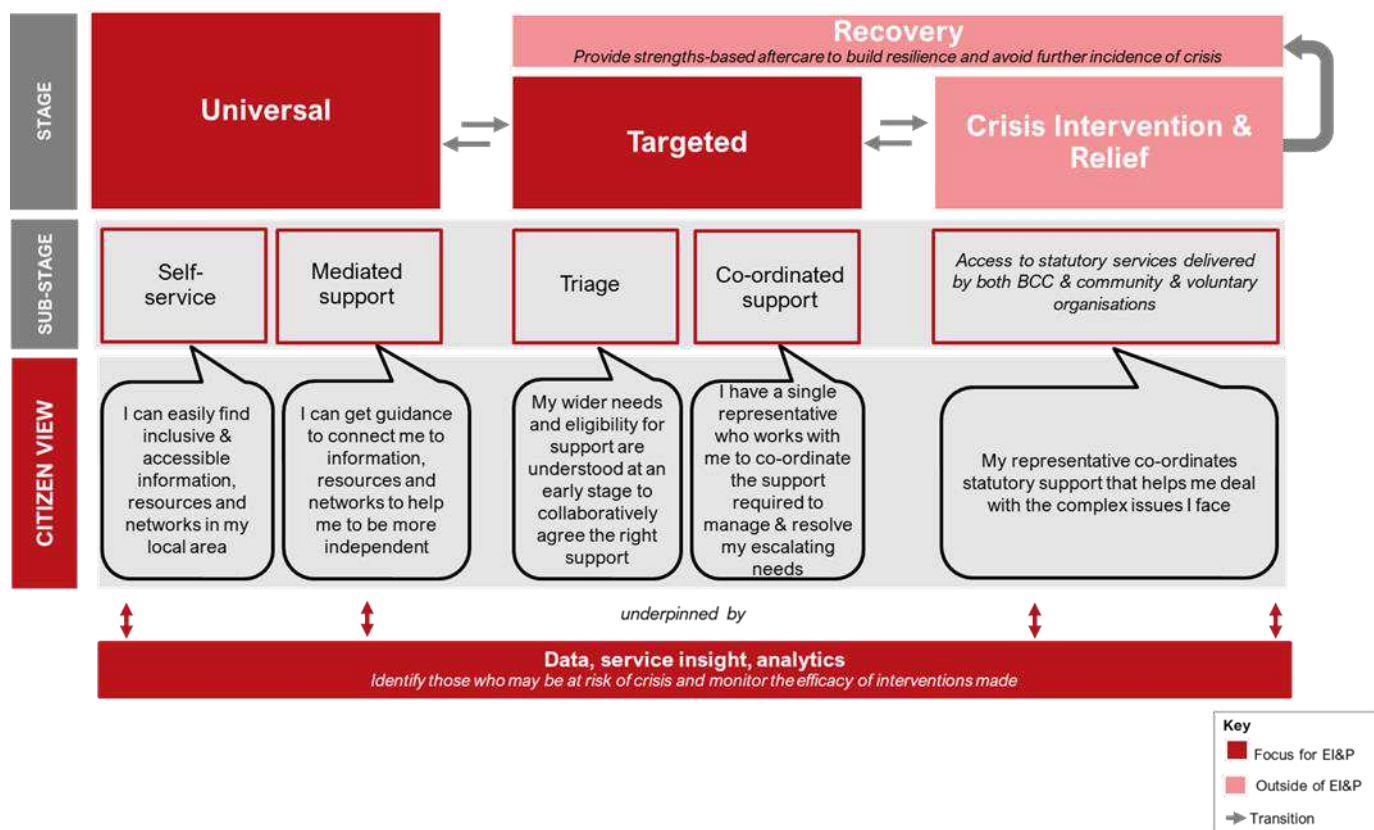 STAGE
Universal
Recovery
Provide strengths-based aftercare to build resilience and avoid further incidence of crisis
Targeted
Crisis Intervention &
Relief
SUB-STAGE
Self-
service
Mediated
support
Triage
Co-ordinated
support
Access to statutory services delivered
by both BCC & community & voluntary
organisations
CITIZEN VIEW
I can easily find
inclusive &
accessible
information,
resources and
networks in my
local area
I can get guidance
to connect me to
information,
resources and
networks to help
me to be more
independent
My wider needs
and eligibility for
support are
understood at an
early stage to
collaboratively
agree the right
support
I have a single
representative
who works with
me to co-ordinate
the support
required to
manage & resolve
my escalating
needs
My representative co-ordinates
statutory support that helps me deal
with the complex issues I face
underpinned by
Data, service insight, analytics
Identify those who may be at risk of crisis and monitor the efficacy of interventions made
Key
Focus for EI&P
Outside of EI&P
Transition